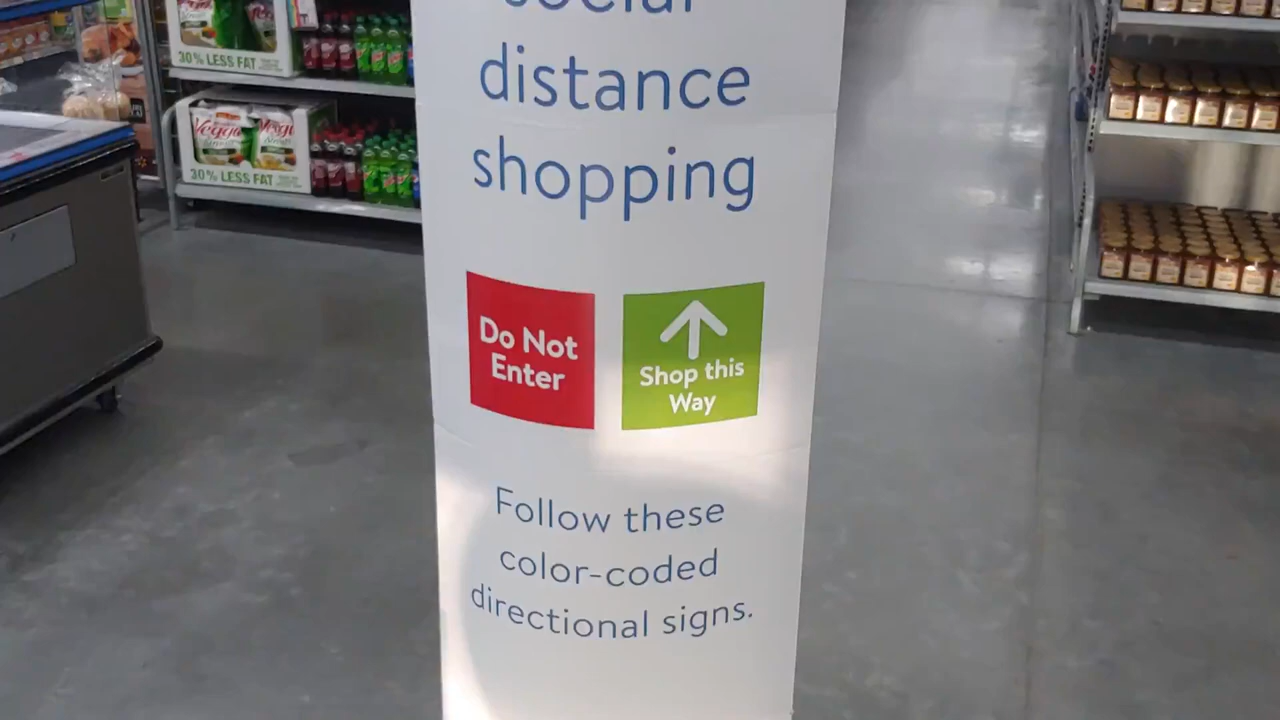 social
distance
shopping
Do Not
Enter
Shop this
Way
Follow these
color-coded
directional signs.
30% LESS FAT
30% LESS FAT